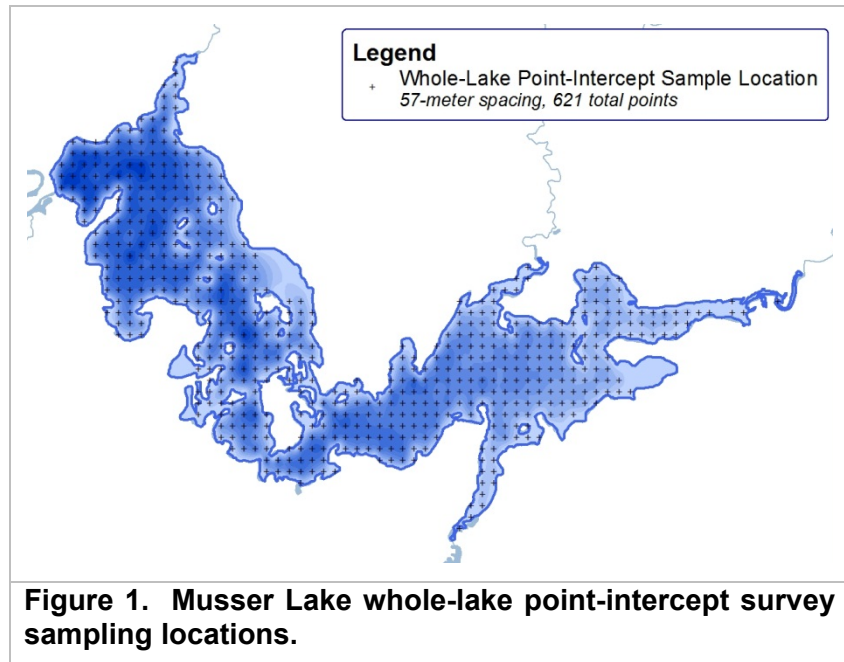 Legend
Whole-Lake Point-Intercept Sample Location
57-meter spacing, 621 total points
Figure 1. Musser Lake whole-lake point-intercept survey
sampling locations.